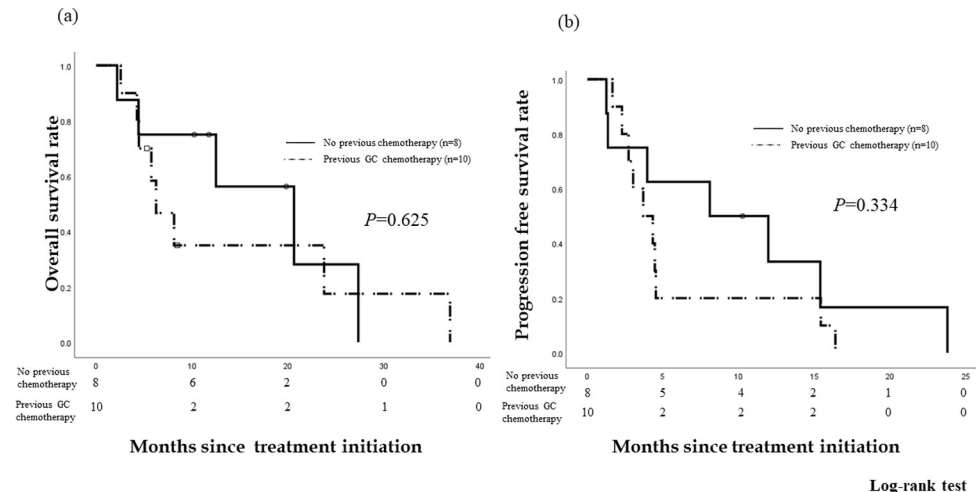 (a)
Overall survival rate
1.0
0.8
0.6
0.4
0.2
0.0
No previous chemotherapy (n=8)
Previous GC chemotherapy (n=10)
P=0.625
0 10 20 30 40
No previous
chemotherapy
8 6 2 0 0
Previous GC
chemotherapy
10 2 2 1 0
Months since treatment initiation
(b)
Progression free survival rate
1.0
0.8
0.6
0.4
0.2
0.0
No previous chemotherapy (n=8)
Previous GC chemotherapy (n=10)
P=0.334
0 5 10 15 20 25
No previous
chemotherapy
8 5 4 2 1 0
Previous GC
chemotherapy
10 2 2 2 0 0
Months since treatment initiation
Log-rank test